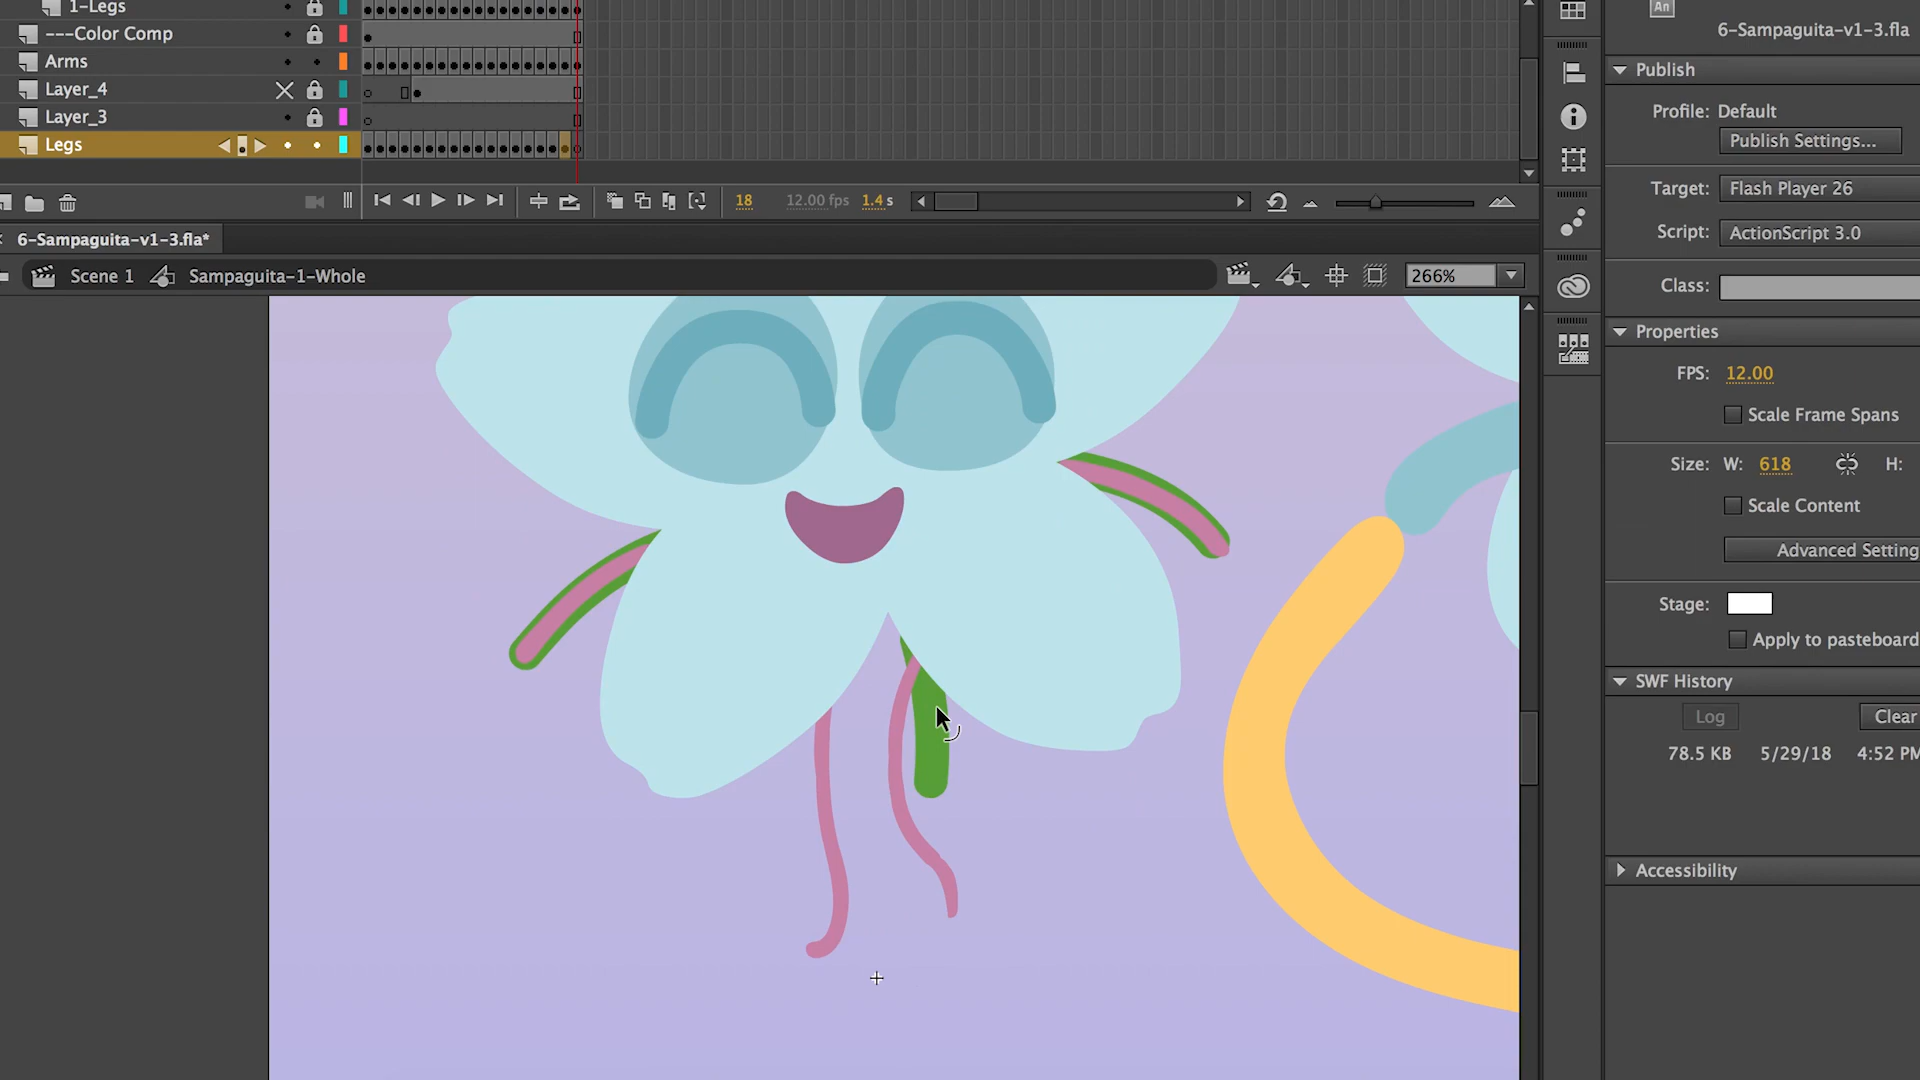 1-Legs
---Color Comp
Arms
Layer_4
Layer_3
Legs
18 12.00 fps 1.4 s
6-Sampaguita-v1-3.fla*
Scene 1 Sampaguita-1-Whole 266%
An
6-Sampaguita-v1-3.fla
Publish
Profile: Default
Publish Settings...
Target: Flash Player 26
Script: ActionScript 3.0
Class:
Properties
FPS: 12.00
Scale Frame Spans
Size: W: 618 H:
Scale Content
Advanced Setting
Stage:
Apply to pasteboard
SWF History
Log Clear
78.5 KB 5/29/18 4:52 PM
Accessibility